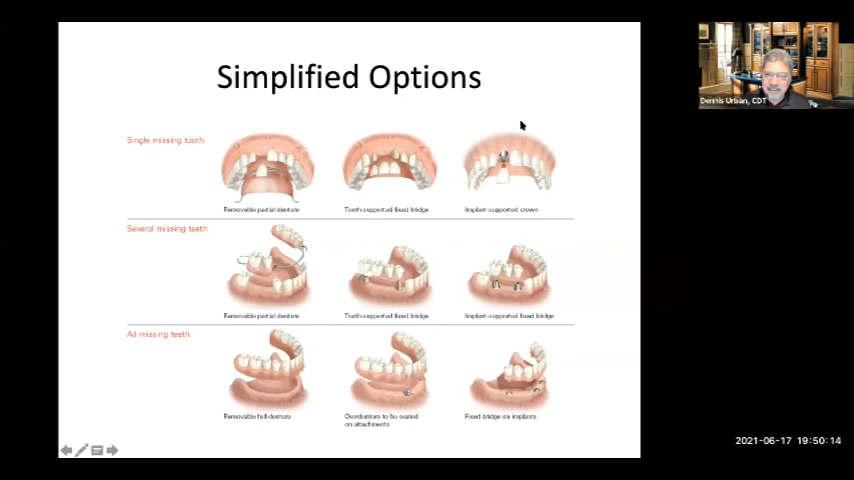 Simplified Options
Single missing tooth
Removable partial denture
Tooth-supported fixed bridge
Implant-supported crown
Several missing teeth
Removable partial denture
Tooth-supported fixed bridge
Implant-supported fixed bridge
All missing teeth
Removable full denture
Overdenture to be seated
on attachments
Fixed bridge on implants
Dennis Urban, CDT
2021-06-17 19:50:14